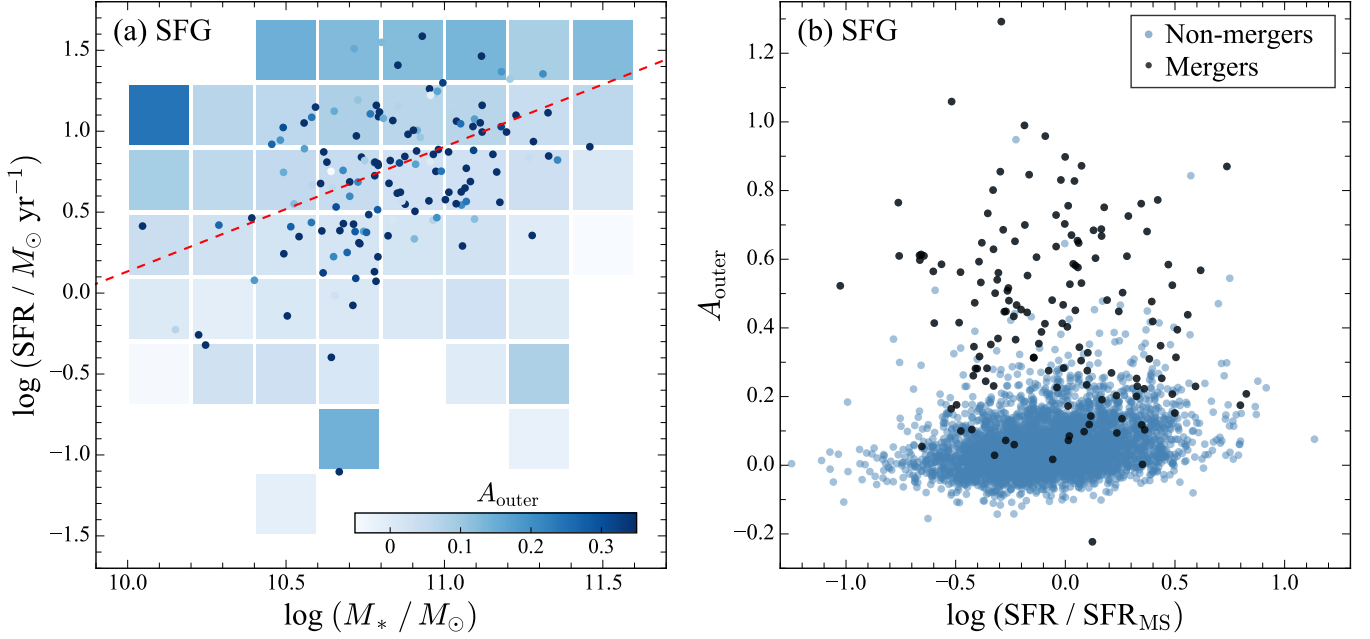 (a) SFG
log (SFR / M⊙ yr−1)
1.5
1.0
0.5
0.0
−0.5
−1.0
−1.5
Aouter
0 0.1 0.2 0.3
10.0 10.5 11.0 11.5
log (M* / M⊙)
(b) SFG
Non-mergers
Mergers
Aouter
1.2
1.0
0.8
0.6
0.4
0.2
0.0
−0.2
−1.0 −0.5 0.0 0.5 1.0
log (SFR / SFRMS)